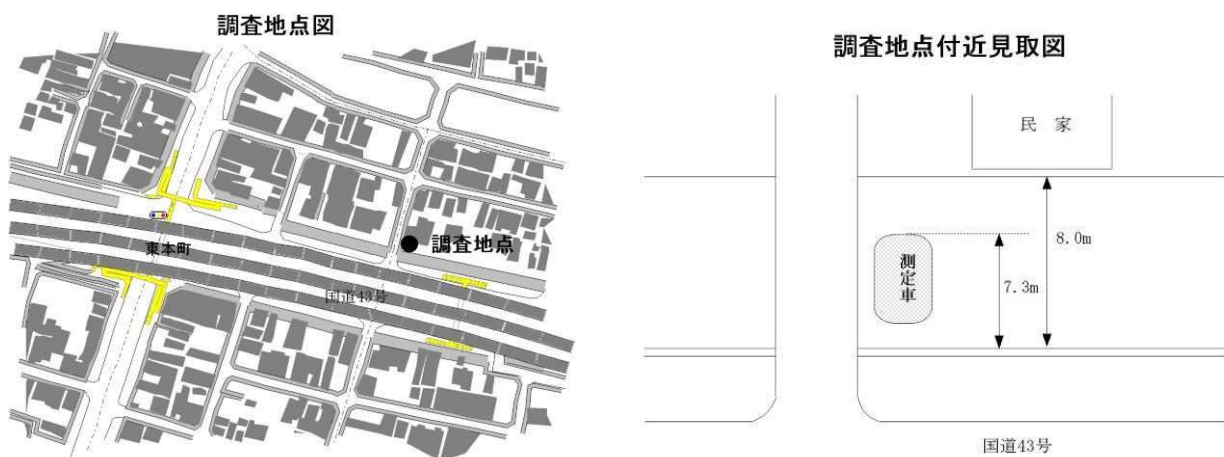 調査地点図
東本町
調査地点
国道43号
調査地点付近見取図
民 家
測定車
8.0m
7.3m
国道43号